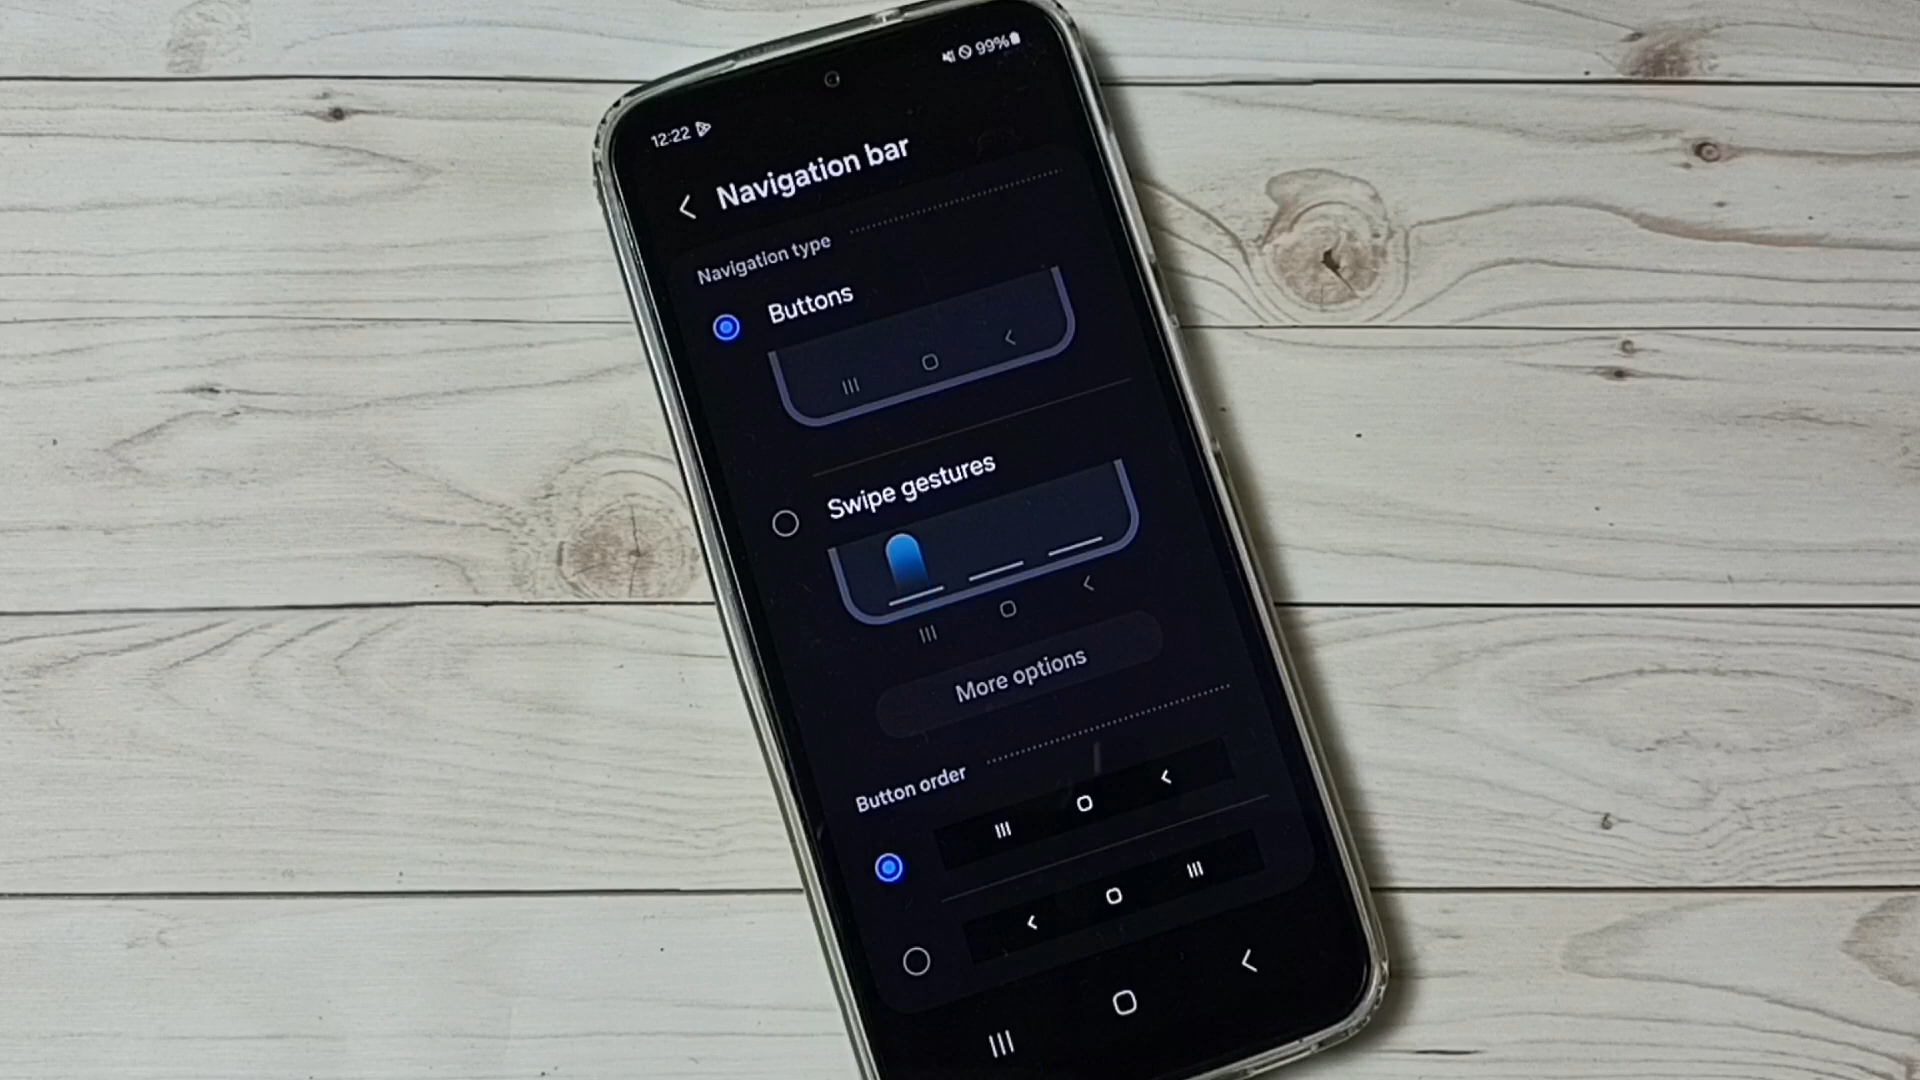 99%
12:22
Navigation bar
Navigation type
Buttons
Swipe gestures
More options
Button order